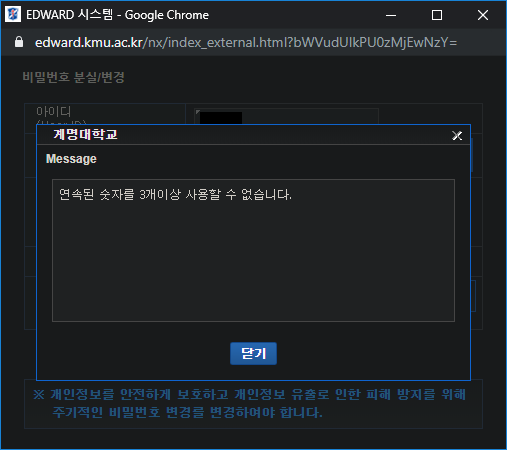 EDWARD 시스템 - Google Chrome
edward.kmu.ac.kr/nx/index_external.html?bWVudUlkPU0zMjEwNzY=
비밀번호 분실/변경
아이디
계명대학교
Message
연속된 숫자를 3개이상 사용할 수 없습니다.
닫기
※ 개인정보를 안전하게 보호하고 개인정보 유출로 인한 피해 방지를 위해
주기적인 비밀번호 변경를 변경하여야 합니다.